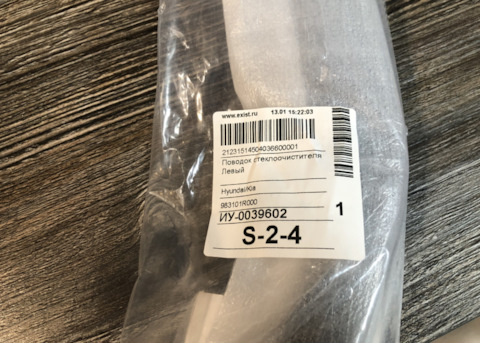 www.exist.ru 13.01 15:22:03
21231514504036600001
Поводок стеклоочистителя
Левый
Hyundai/Kia
983101R000
ИУ-0039602
1
S-2-4